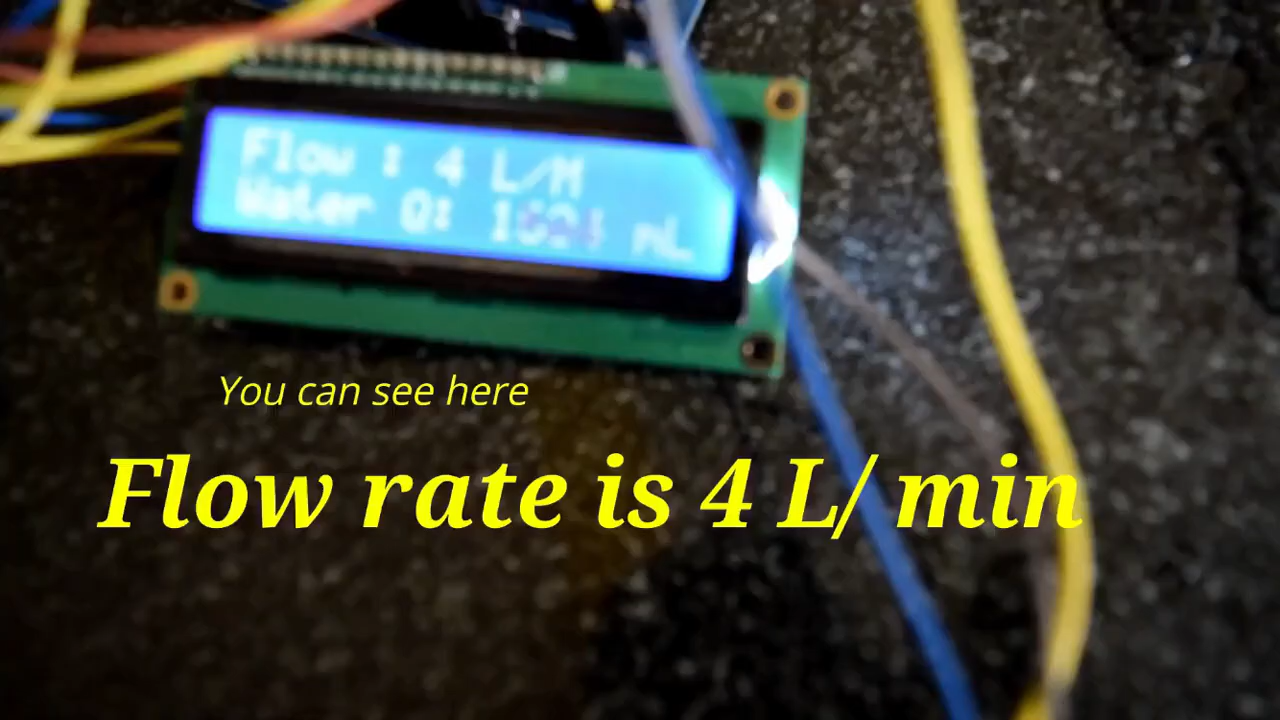 Flow : 4 L/M
Water Q: mL
You can see here
Flow rate is 4 L/min